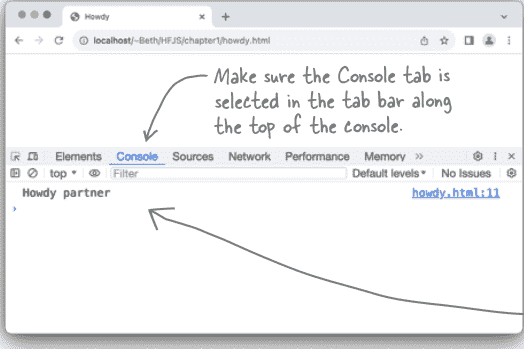 Howdy
localhost/~Beth/HFJS/chapter1/howdy.html
Make sure the Console tab is
selected in the tab bar along
the top of the console.
Elements Console Sources Network Performance Memory »
top Filter Default levels No Issues
Howdy partner howdy.html:11